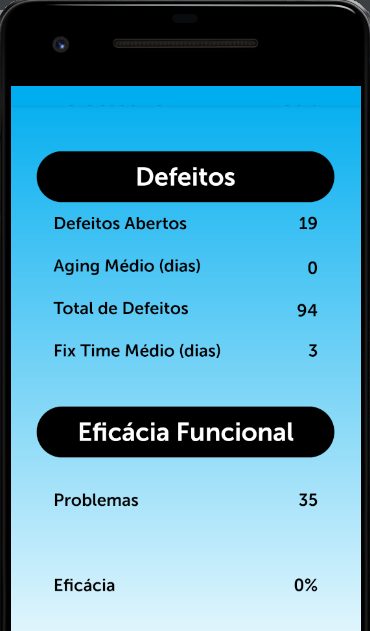 Defeitos
Defeitos Abertos 19
Aging Médio (dias) 0
Total de Defeitos 94
Fix Time Médio (dias) 3
Eficácia Funcional
Problemas 35
Eficácia 0%